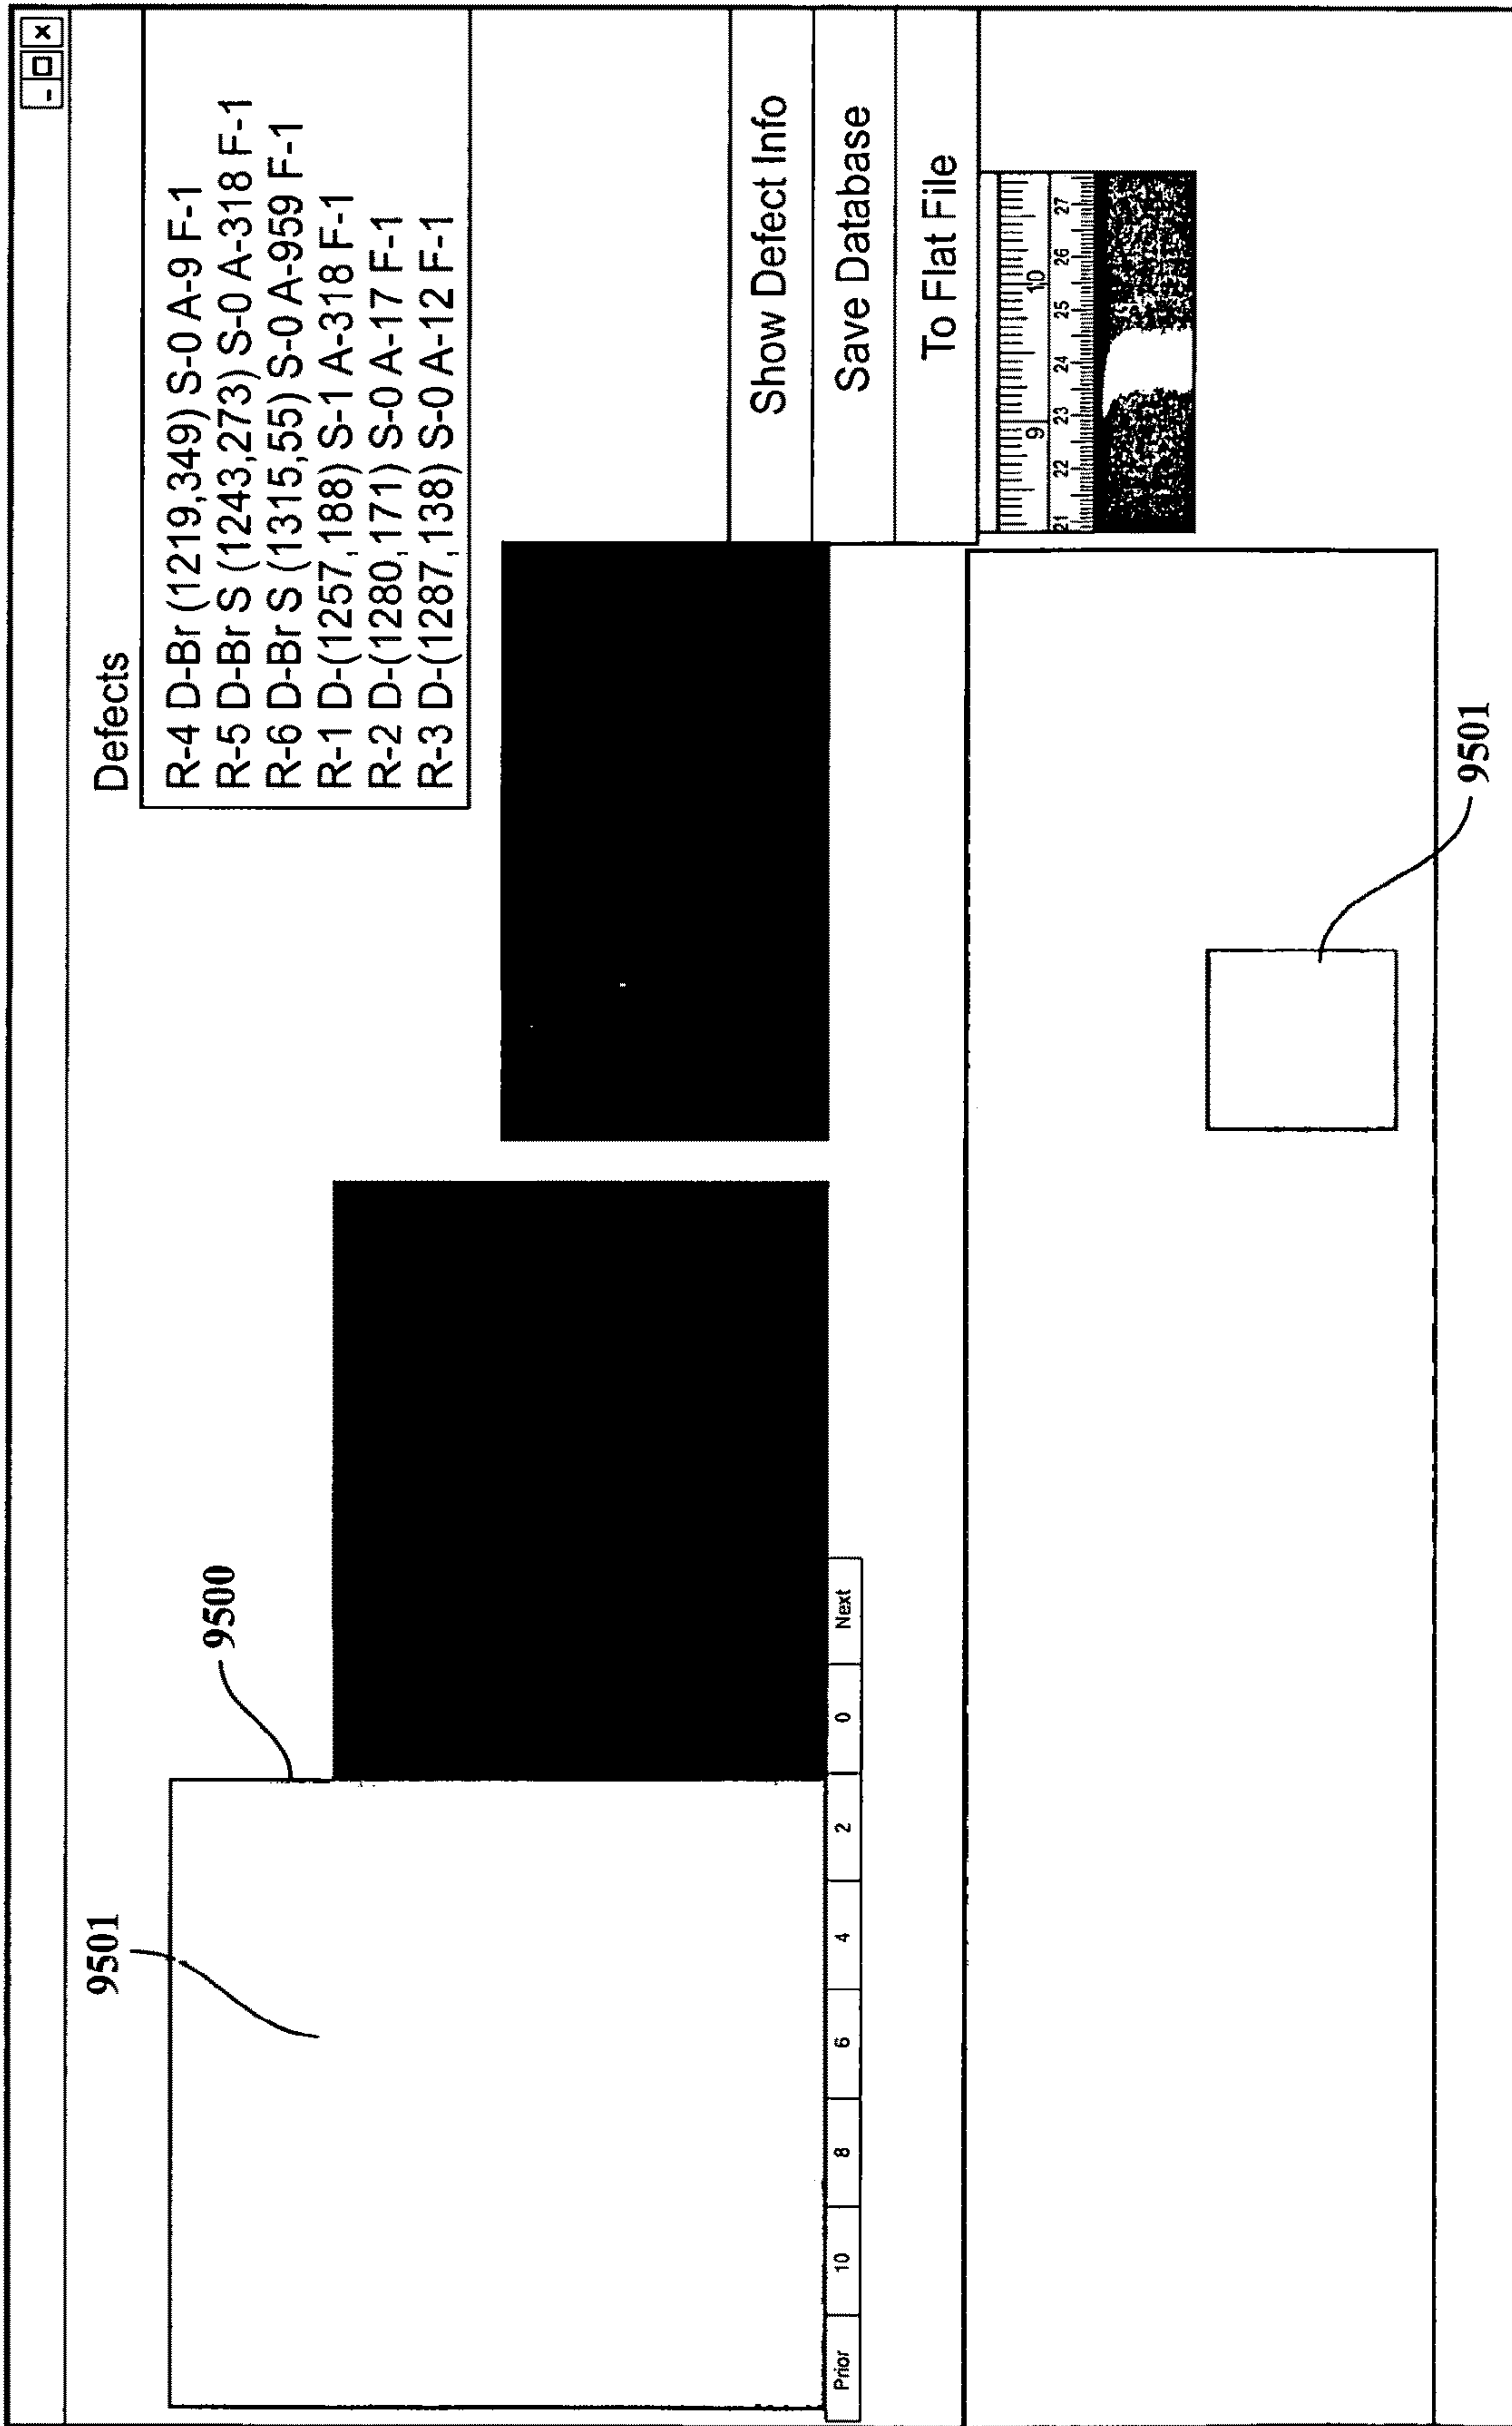 Defects
R-4 D-Br (1219,349) S-0 A-9 F-1
R-5 D-Br S (1243,273) S-0 A-318 F-1
R-6 D-Br S (1315,55) S-0 A-959 F-1
R-1 D-(1257,188) S-1 A-318 F-1
R-2 D-(1280,171) S-0 A-17 F-1
R-3 D-(1287,138) S-0 A-12 F-1
9501
9500
Prior 10 8 6 4 2 0 Next
Show Defect Info
Save Database
To Flat File
9 10
21 22 23 24 25 26 27
9501